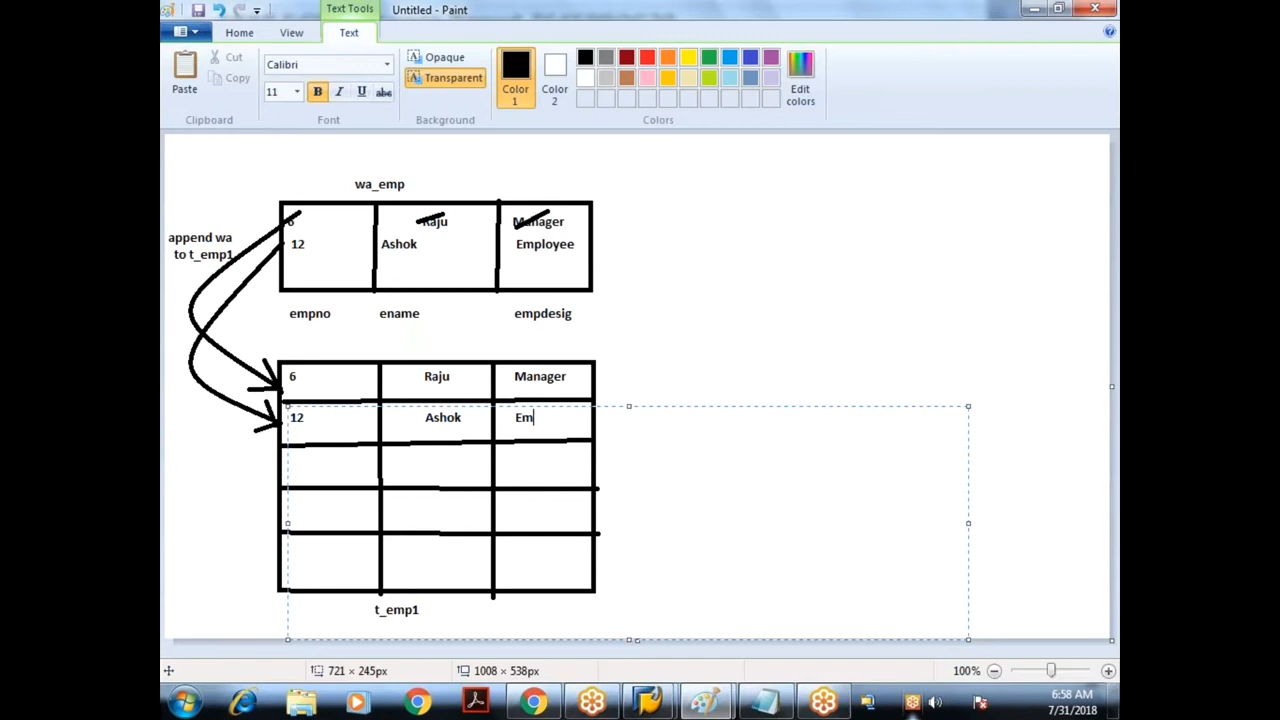 Text Tools
Untitled - Paint
Home View Text
Paste
Cut
Copy
Clipboard
Calibri
11 B I U abc
Font
Opaque
Transparent
Background
Color 1
Color 2
Edit colors
Colors
wa_emp
6 Raju Manager
12 Ashok Employee
append wa
to t_emp1
empno ename empdesig
6 Raju Manager
12 Ashok Em
t_emp1
721 × 245px
1008 × 538px
100%
6:58 AM
7/31/2018